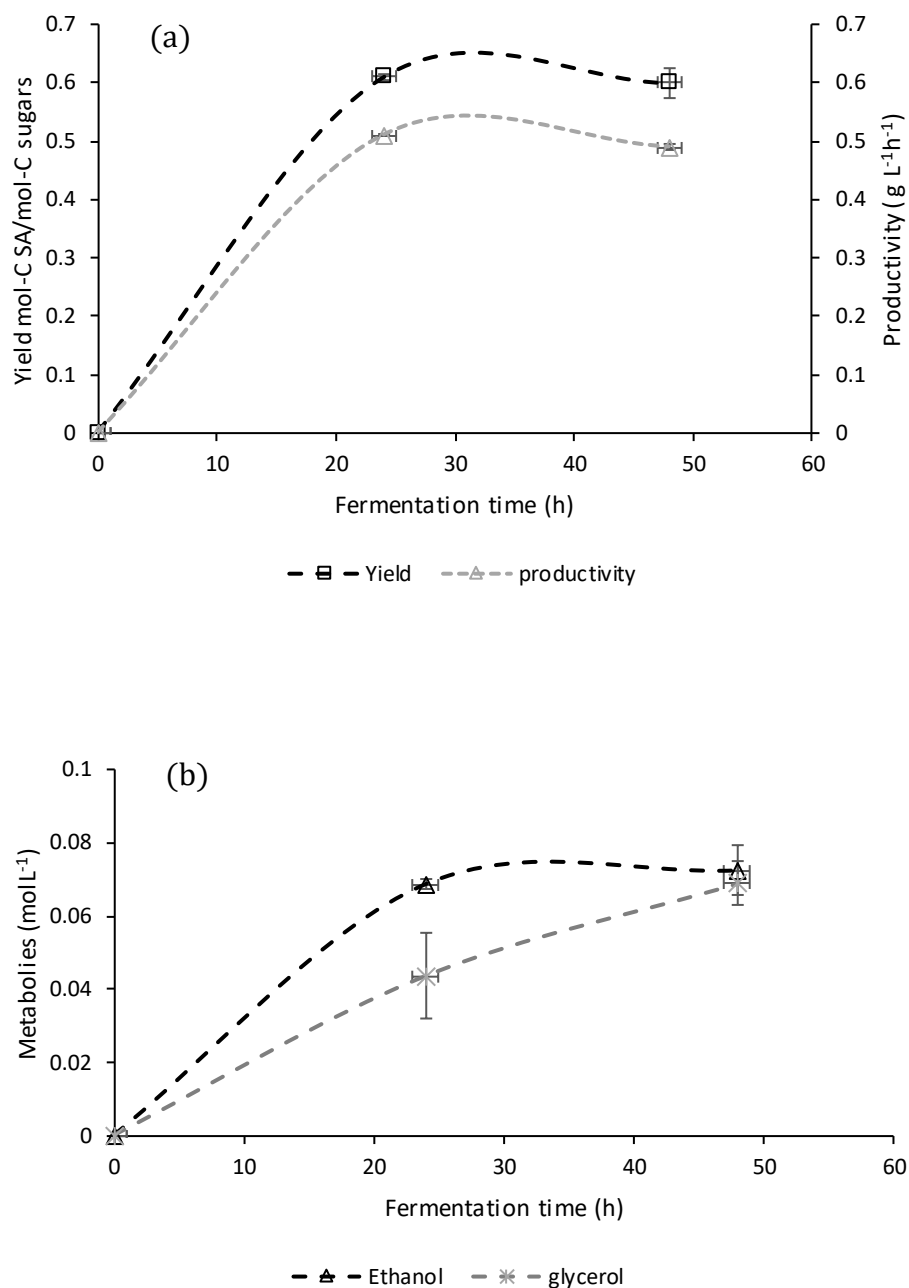 (a)
Yield mol-C SA/mol-C sugars
0.7
0.6
0.5
0.4
0.3
0.2
0.1
0
0.7
0.6
0.5
0.4
0.3
0.2
0.1
0
Productivity (g L-1h-1)
0 10 20 30 40 50 60
Fermentation time (h)
Yield productivity
(b)
Metabolies (mol L-1)
0.1
0.08
0.06
0.04
0.02
0
0 10 20 30 40 50 60
Fermentation time (h)
Ethanol glycerol